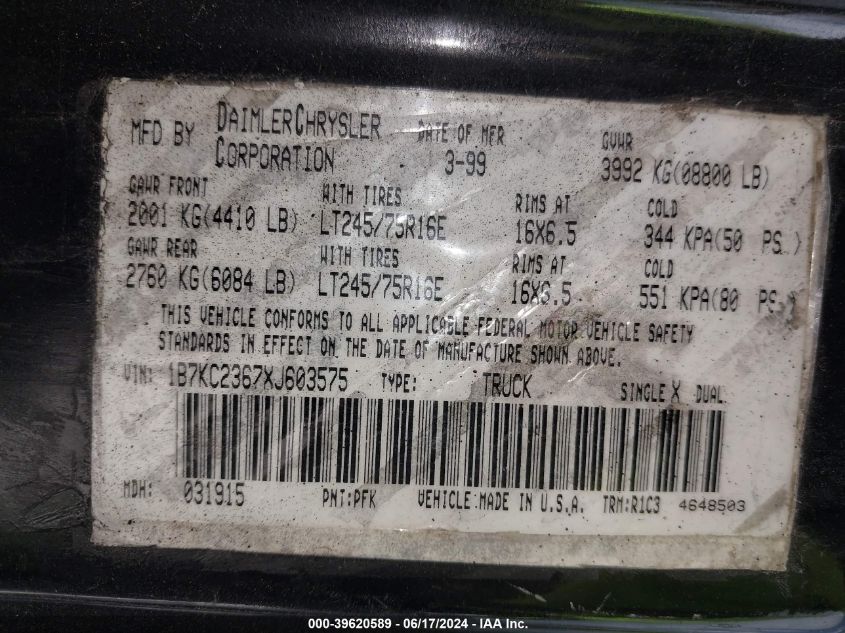 MFD BY DAIMLERCHRYSLER CORPORATION DATE OF MFR 3-99 GVWR 3992 KG(08800 LB)
GAWR FRONT WITH TIRES RIMS AT COLD
2001 KG(4410 LB) LT245/75R16E 16X6.5 344 KPA(50 PS )
GAWR REAR WITH TIRES RIMS AT COLD
2760 KG(6084 LB) LT245/75R16E 16X6.5 551 KPA(80 PS )
THIS VEHICLE CONFORMS TO ALL APPLICABLE FEDERAL MOTOR VEHICLE SAFETY
STANDARDS IN EFFECT ON THE DATE OF MANUFACTURE SHOWN ABOVE.
VIN: 1B7KC2367XJ603575 TYPE: TRUCK SINGLE X DUAL
MDH: 031915 PNT:PFK VEHICLE MADE IN U.S.A. TRM:R1C3 4648503
000-39620589 - 06/17/2024 - IAA Inc.